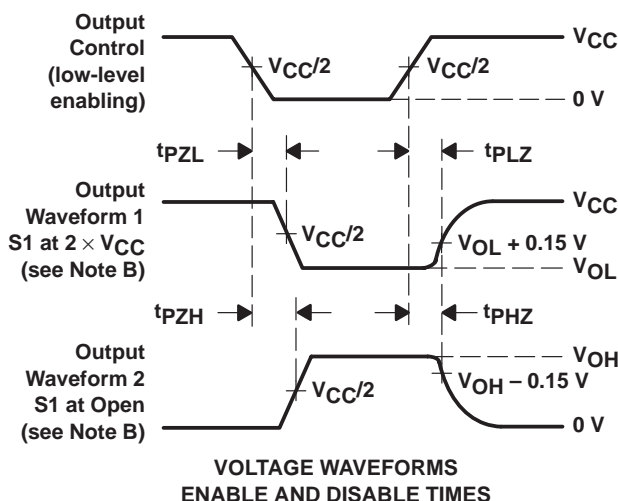 Output
Control
(low-level
enabling)
VCC/2
VCC/2
VCC
0 V
tPZL
tPLZ
Output
Waveform 1
S1 at 2 × VCC
(see Note B)
VCC/2
VCC
VOL + 0.15 V
VOL
tPZH
tPHZ
Output
Waveform 2
S1 at Open
(see Note B)
VCC/2
VOH
VOH – 0.15 V
0 V
VOLTAGE WAVEFORMS
ENABLE AND DISABLE TIMES